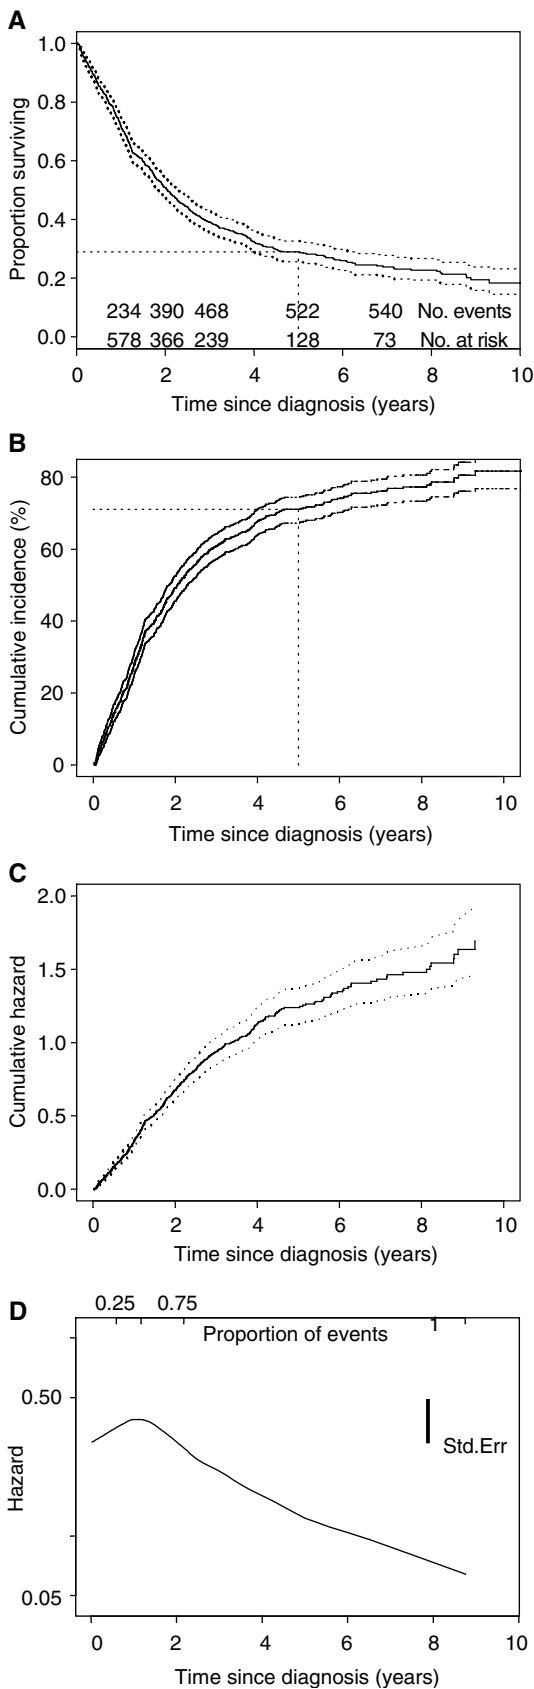 A
1.0
0.8
0.6
0.4
0.2
0.0
Proportion surviving
234 390 468 522 540 No. events
578 366 239 128 73 No. at risk
0 2 4 6 8 10
Time since diagnosis (years)
B
80
60
40
20
0
Cumulative incidence (%)
0 2 4 6 8 10
Time since diagnosis (years)
C
2.0
1.5
1.0
0.5
0.0
Cumulative hazard
0 2 4 6 8 10
Time since diagnosis (years)
D
0.25 0.75
1
Proportion of events
0.50
Std.Err
0.05
Hazard
0 2 4 6 8 10
Time since diagnosis (years)